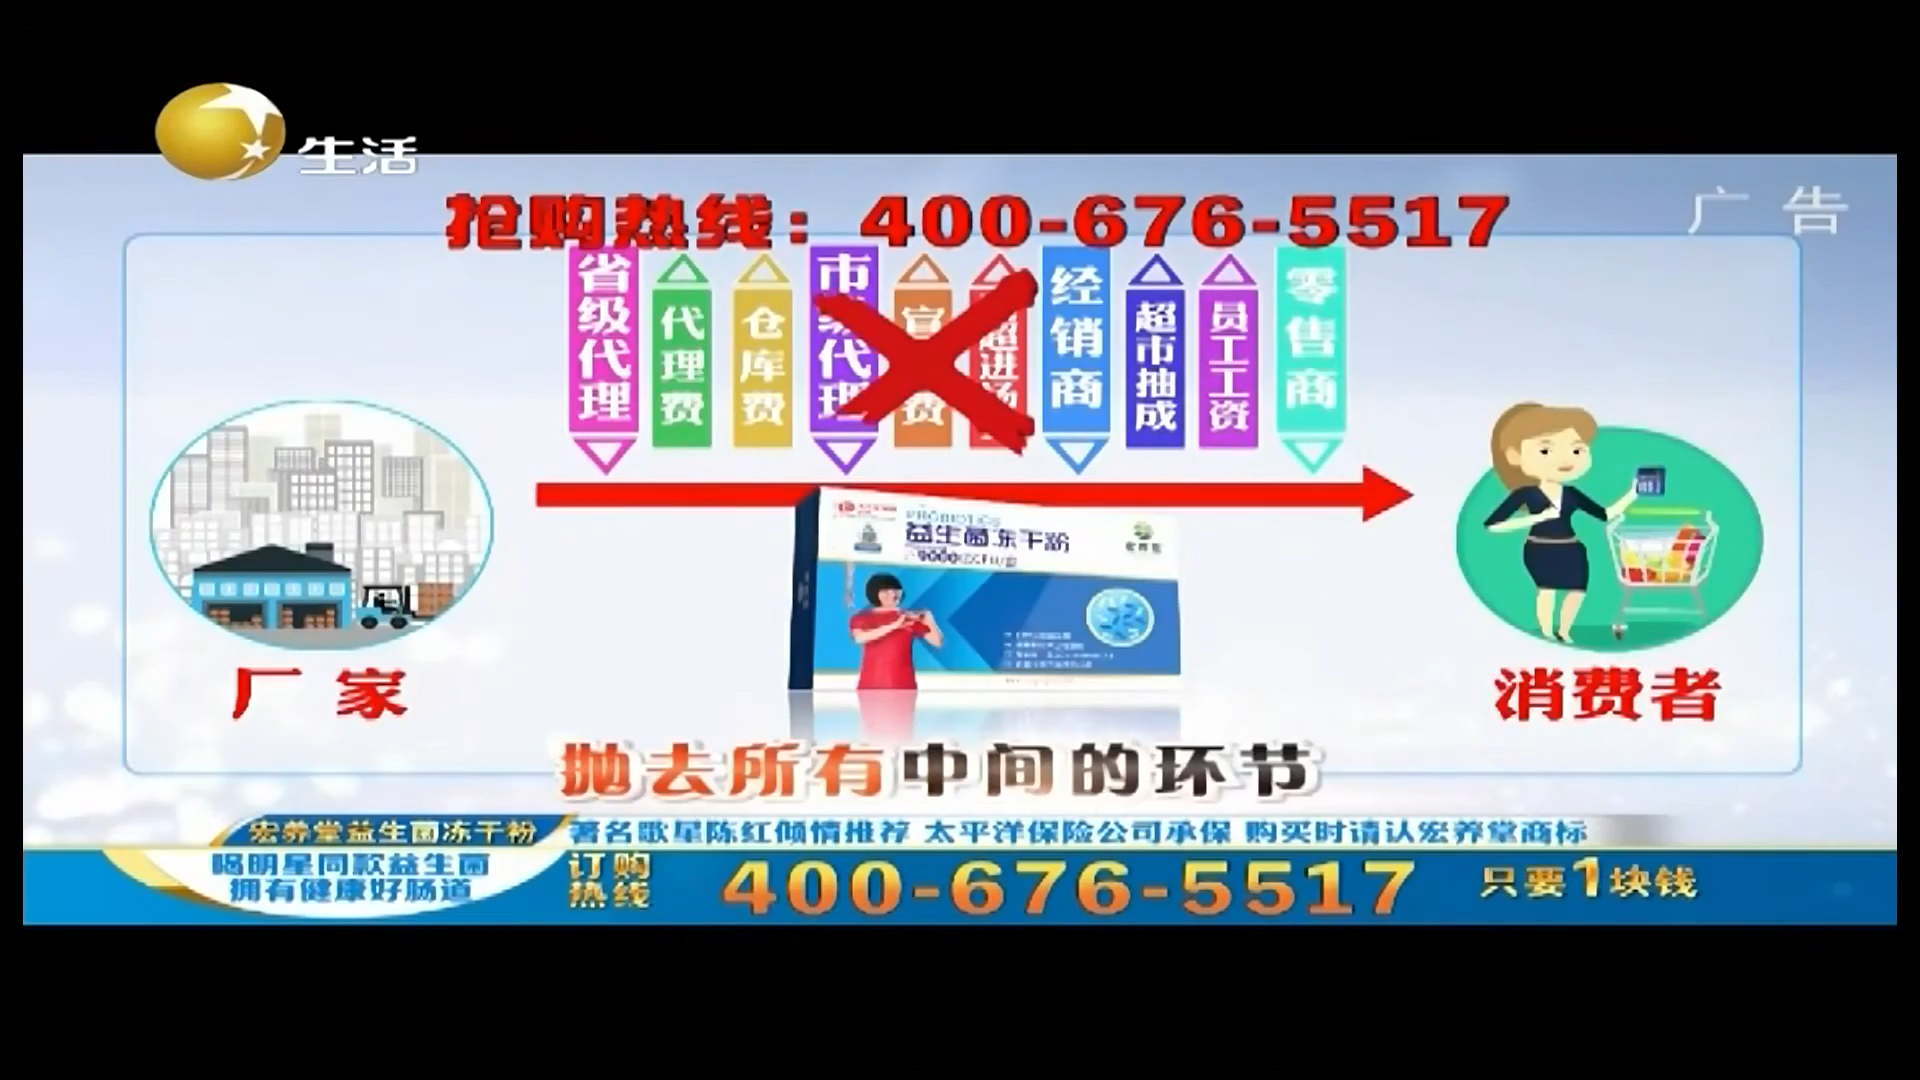 生活
广告
抢购热线：400-676-5517
省级代理
代理费
仓库费
市级代理
经销商
超市抽成
员工工资
零售商
PROBIOTICS
益生菌冻干粉
厂家
消费者
抛去所有中间的环节
宏养堂益生菌冻干粉
著名歌星陈红倾情推荐 太平洋保险公司承保 购买时请认宏养堂商标
喝明星同款益生菌
拥有健康好肠道
订购
热线
400-676-5517
只要1块钱